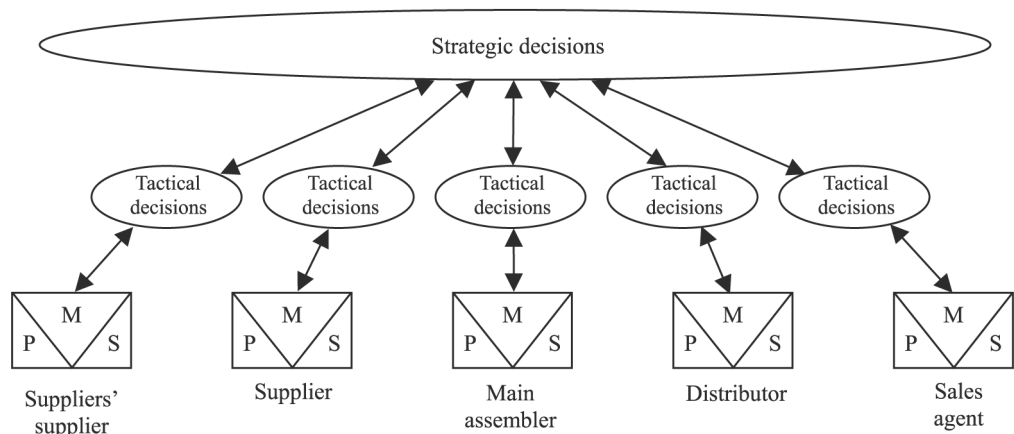 Strategic decisions
Tactical
decisions
Tactical
decisions
Tactical
decisions
Tactical
decisions
Tactical
decisions
M
P S
M
P S
M
P S
M
P S
M
P S
Suppliers’
supplier
Supplier
Main
assembler
Distributor
Sales
agent